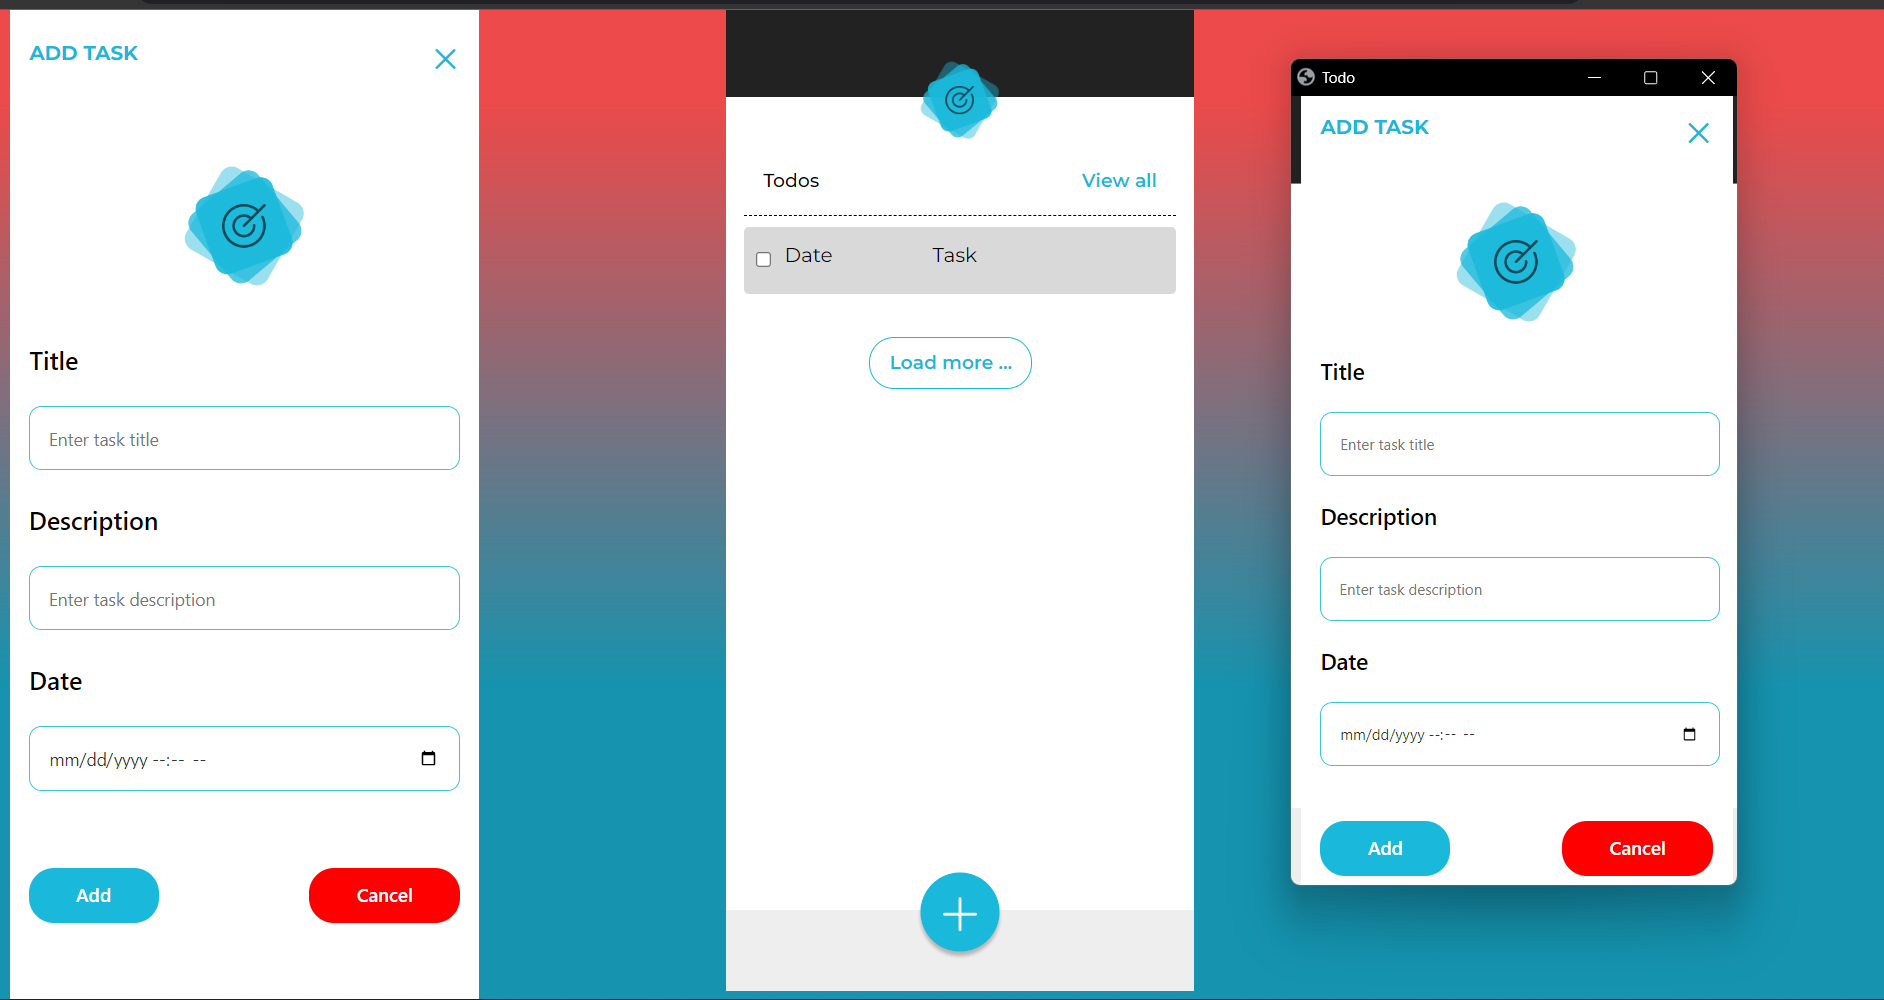 ADD TASK
Title
Enter task title
Description
Enter task description
Date
mm/dd/yyyy --:-- --
Add
Cancel
Todos
View all
Date
Task
Load more ...
Todo
ADD TASK
Title
Enter task title
Description
Enter task description
Date
mm/dd/yyyy --:-- --
Add
Cancel